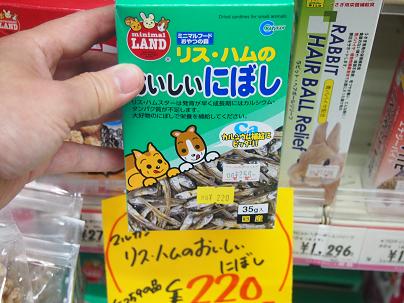 Dried sardines for small animals
minimal
LAND
ミニマルフード
おやつの素
リス・ハムの
おいしいにぼし
リス・ハムスターは発育が早く成長期にはカルシウム・
タンパク質が不足します。
大好物のにぼしで栄養を補給してください。
カルシウム補給に
ピッタリ!
220
35g入
国産
リス・ハムのおいしい
にぼし
¥220
RABBIT
HAIR BALL Relief
1,296